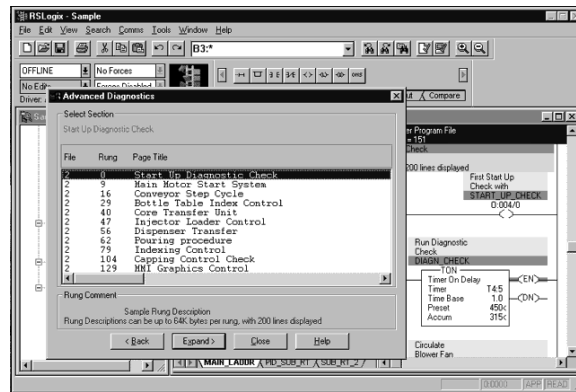 RSLogix - Sample
File Edit View Search Comms Tools Window Help
B3:*
OFFLINE
No Forces
No Edits
Forces Disabled
Driver:
Compare
Advanced Diagnostics
Select Section
Start Up Diagnostic Check
File Rung Page Title
2 0 Start Up Diagnostic Check
2 9 Main Motor Start System
2 16 Conveyor Step Cycle
2 29 Bottle Table Index Control
2 40 Core Transfer Unit
2 47 Injector Loader Control
2 56 Dispenser Transfer
2 62 Pouring procedure
2 79 Indexing Control
2 104 Capping Control Check
2 129 MMI Graphics Control
Rung Comment
Sample Rung Description
Rung Descriptions can be up to 64K bytes per rung, with 200 lines displayed
< Back Expand > Close Help
er Program File
= 151
Check
200 lines displayed
First Start Up
Check with
START_UP_CHECK
O:004/0
Run Diagnostic
Check
DIAGN_CHECK
TON
Timer On Delay
Timer T4:5
Time Base 1.0
Preset 450<
Accum 315<
EN
DN
Circulate
Blower Fan
MAIN_LADDR PID_SUB_RT SUB_RT_2
0:0000 APP READ